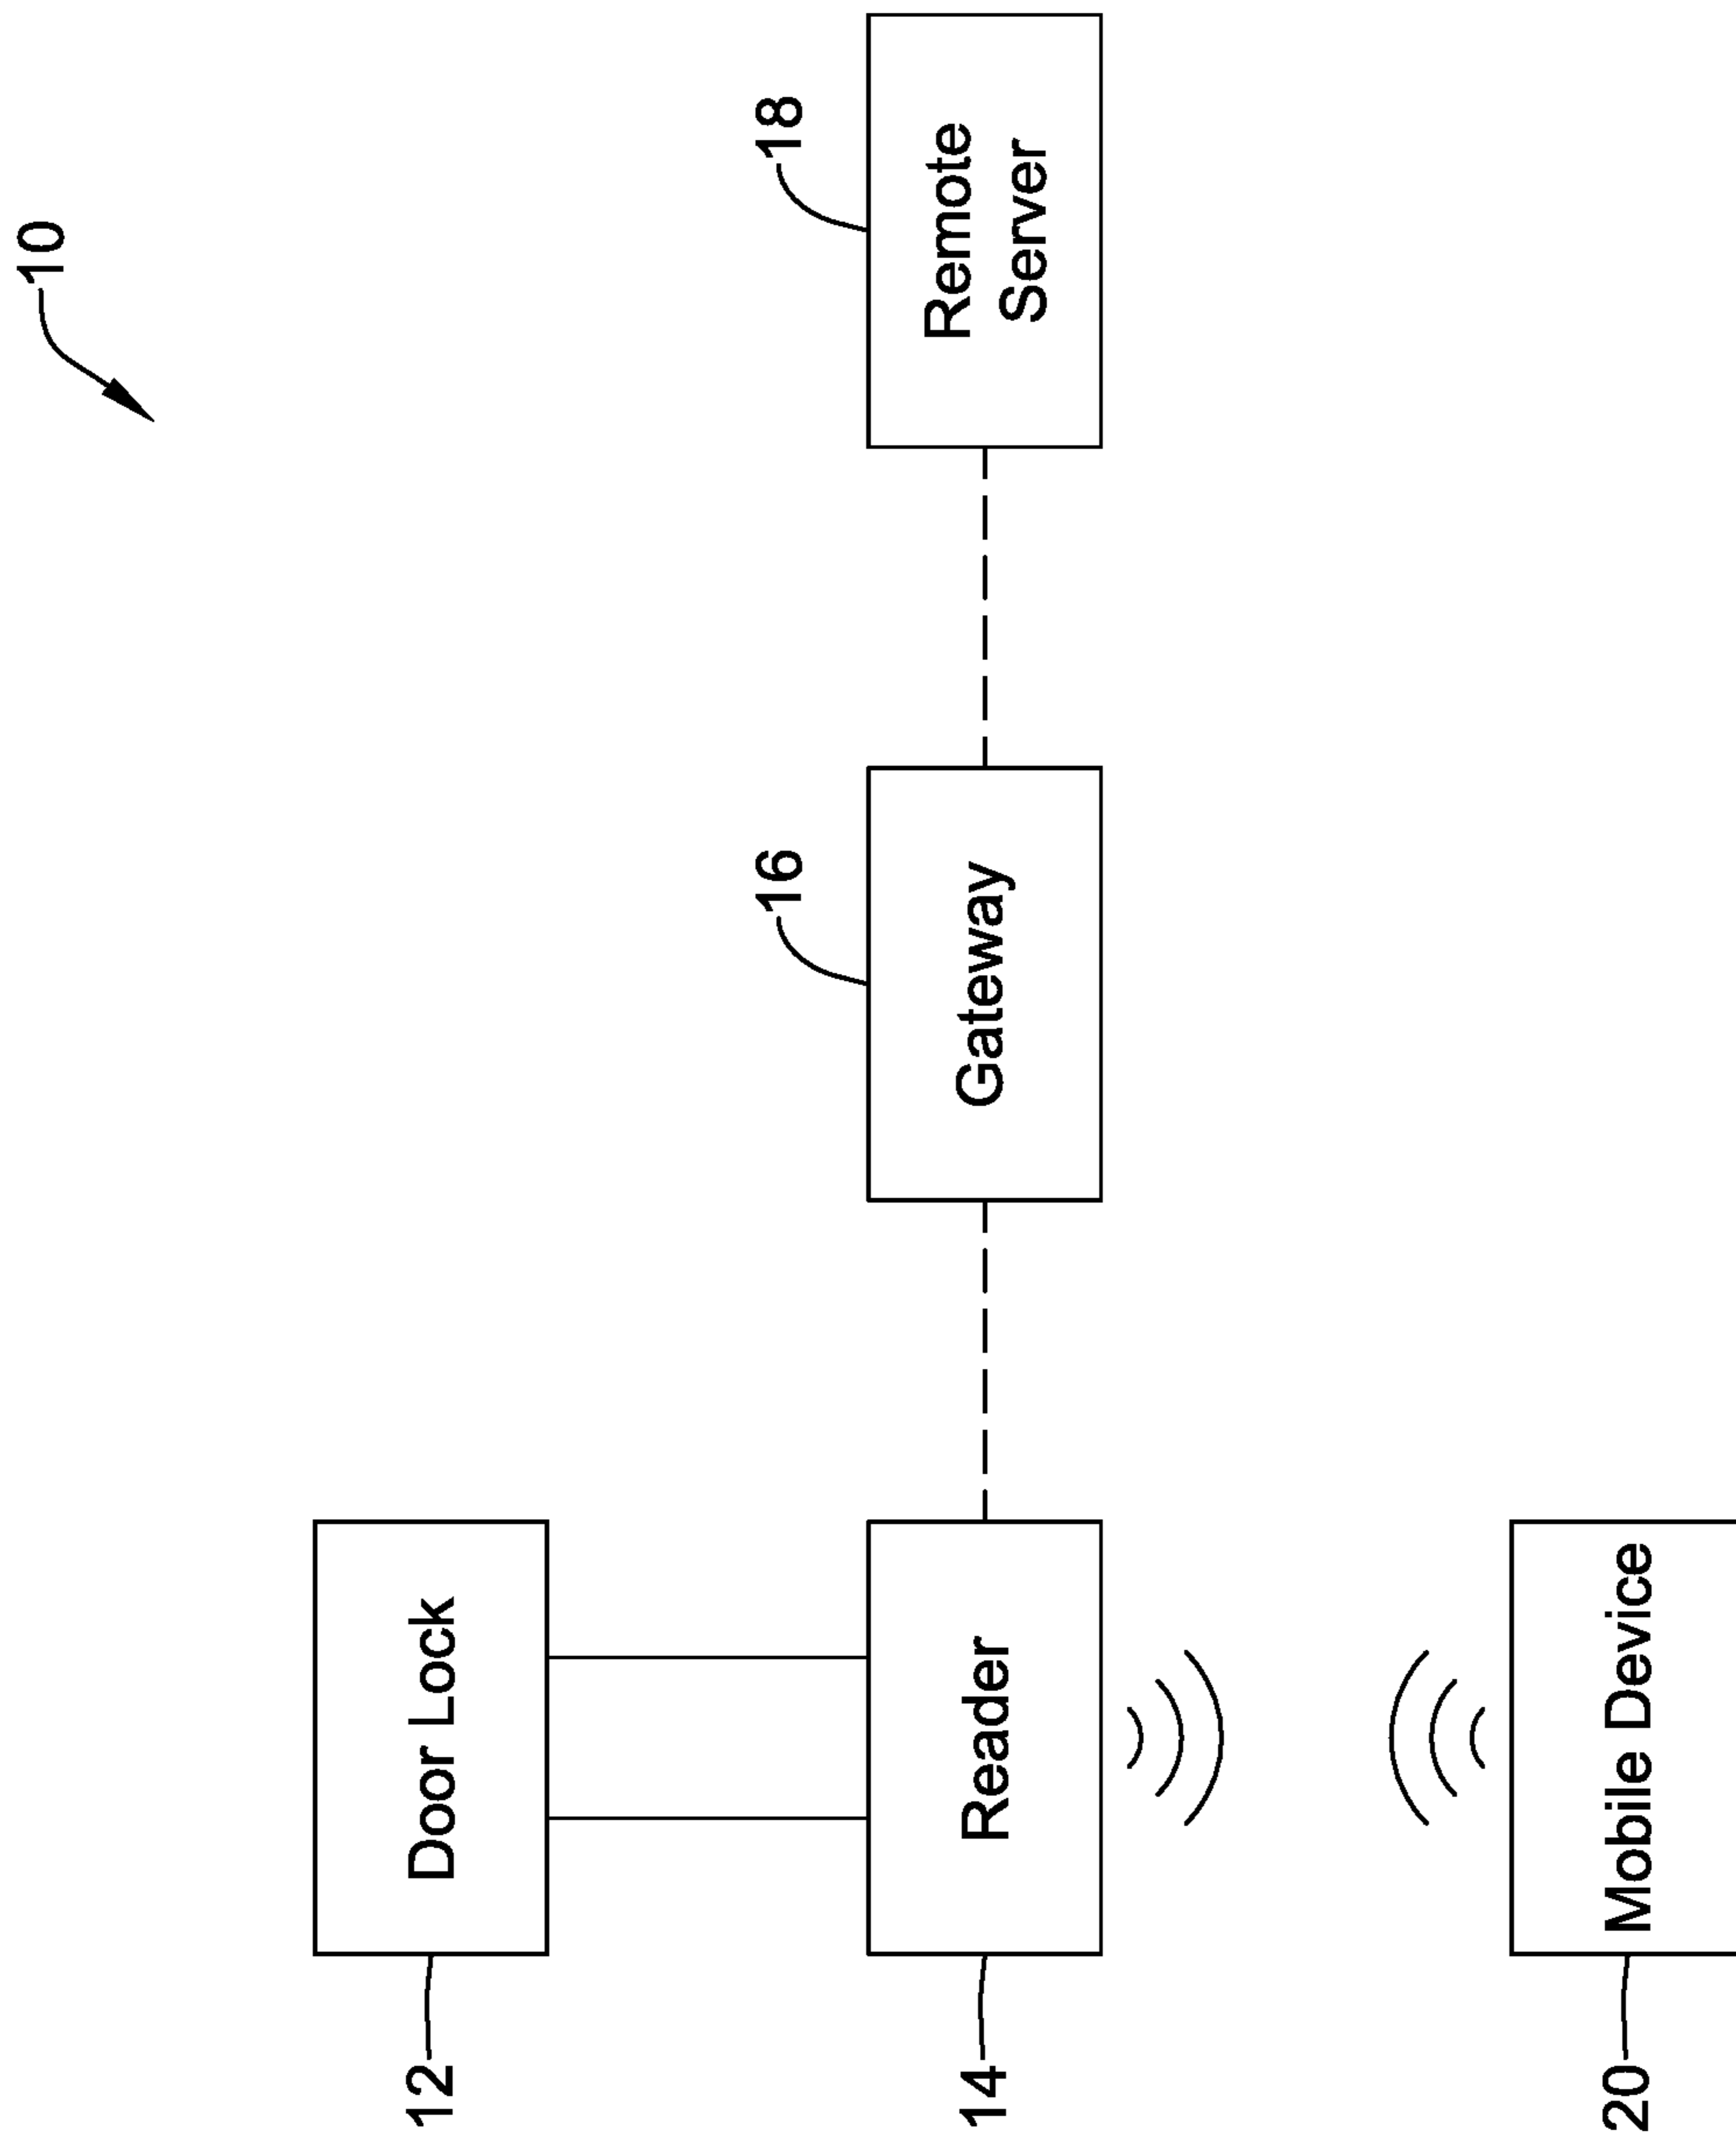 10
12
Door Lock
14
Reader
16
Gateway
18
Remote
Server
20
Mobile Device